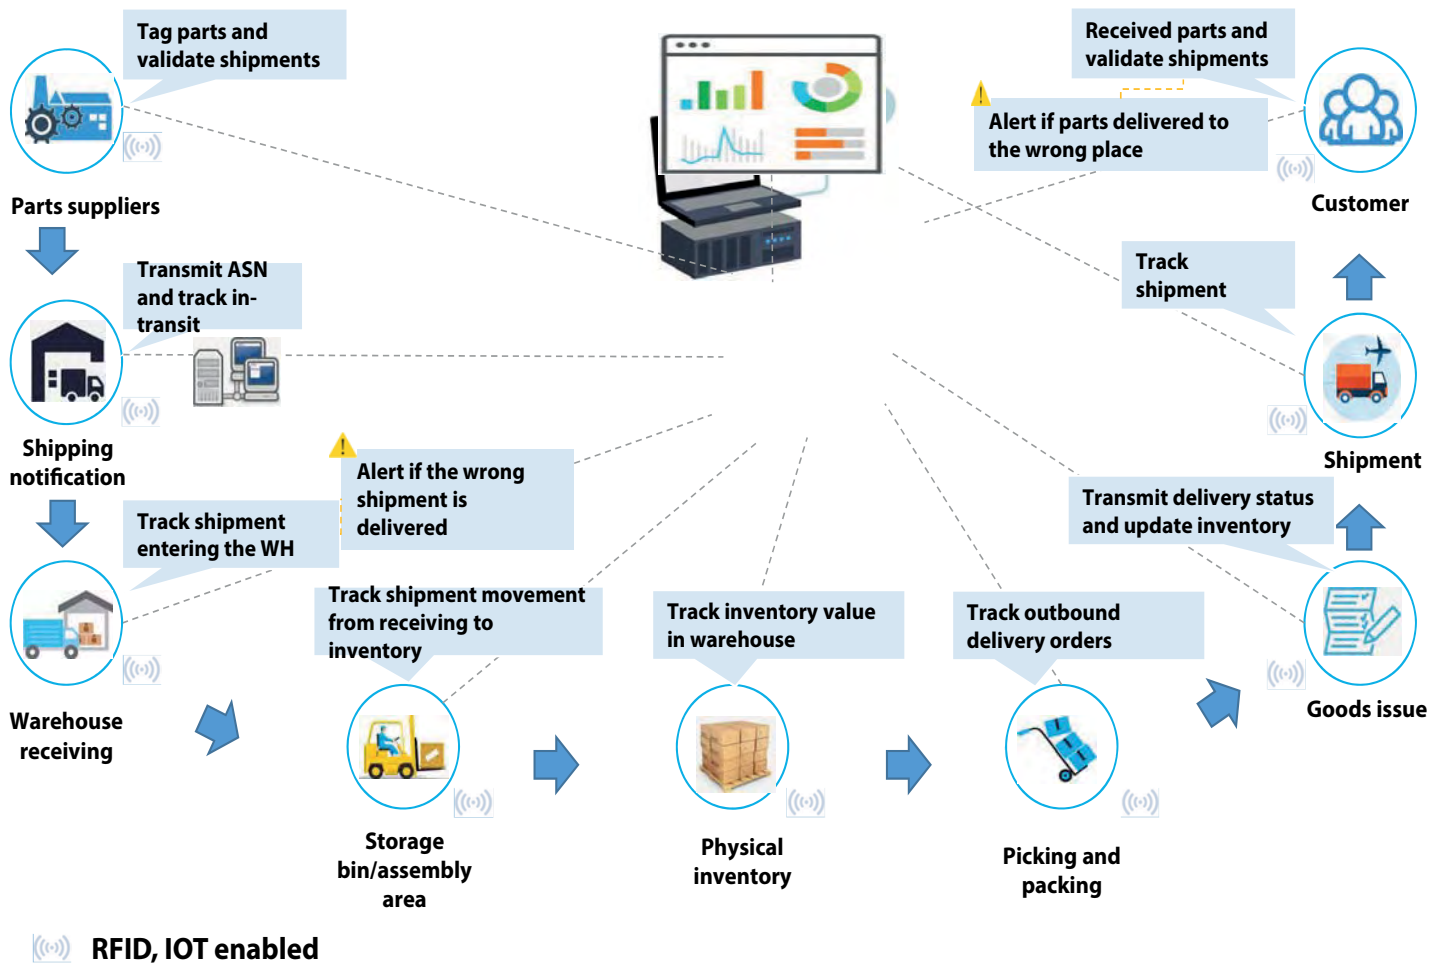 Tag parts and
validate shipments
Received parts and
validate shipments
Alert if parts delivered to
the wrong place
Parts suppliers
Customer
Transmit ASN
and track in-
transit
Track
shipment
Shipping
notification
Shipment
Alert if the wrong
shipment is
delivered
Transmit delivery status
and update inventory
Track shipment
entering the WH
Track shipment movement
from receiving to
inventory
Track inventory value
in warehouse
Track outbound
delivery orders
Warehouse
receiving
Goods issue
Storage
bin/assembly
area
Physical
inventory
Picking and
packing
RFID, IOT enabled